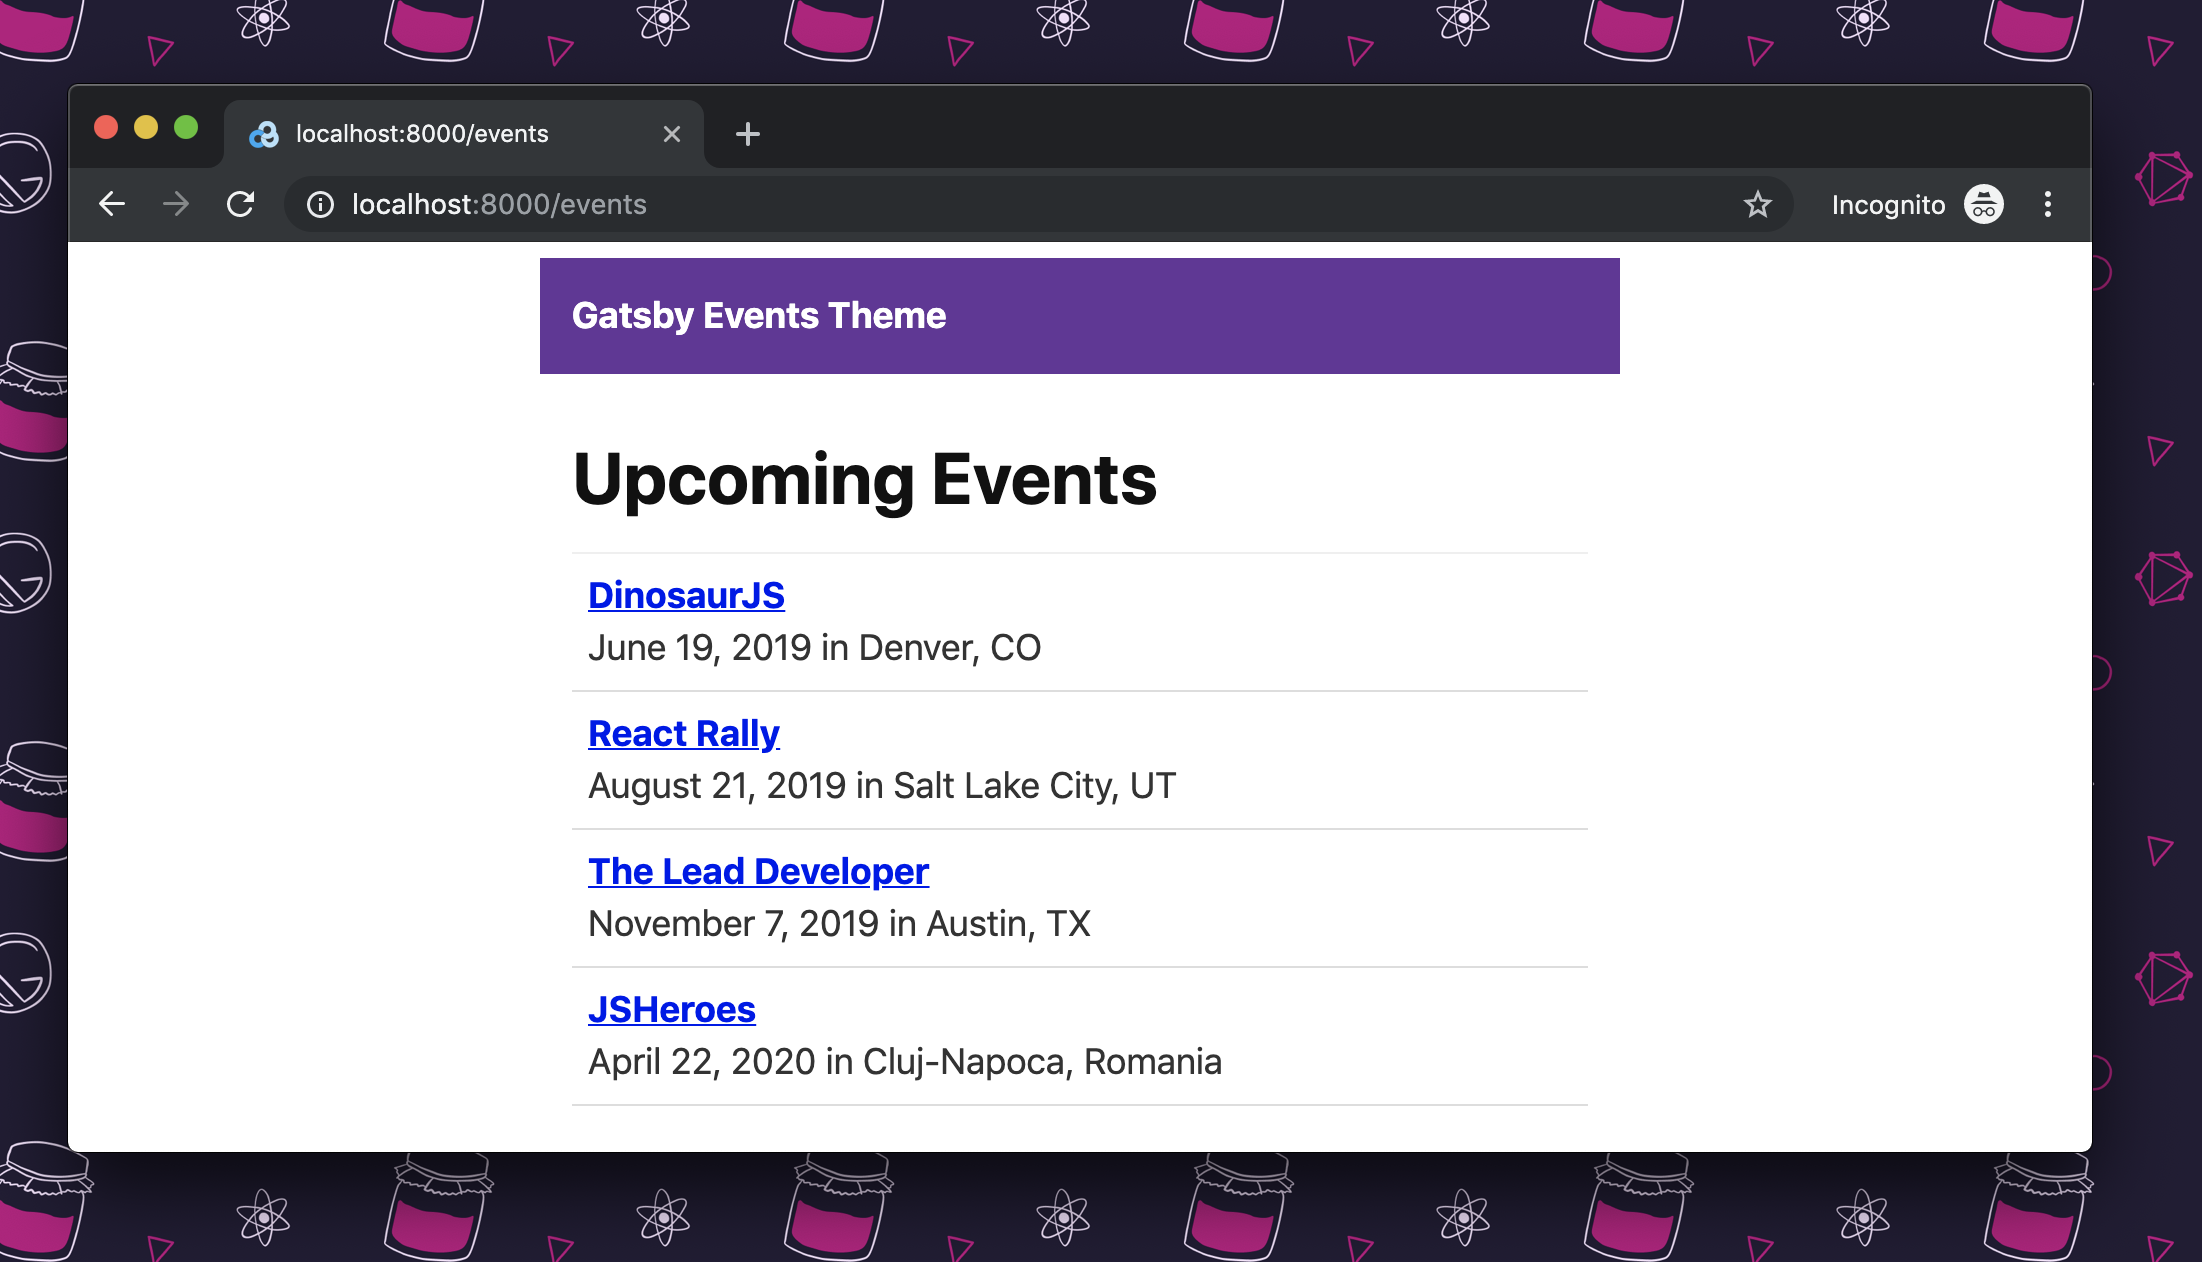 localhost:8000/events
localhost:8000/events
Incognito
Gatsby Events Theme
Upcoming Events
DinosaurJS
June 19, 2019 in Denver, CO
React Rally
August 21, 2019 in Salt Lake City, UT
The Lead Developer
November 7, 2019 in Austin, TX
JSHeroes
April 22, 2020 in Cluj-Napoca, Romania